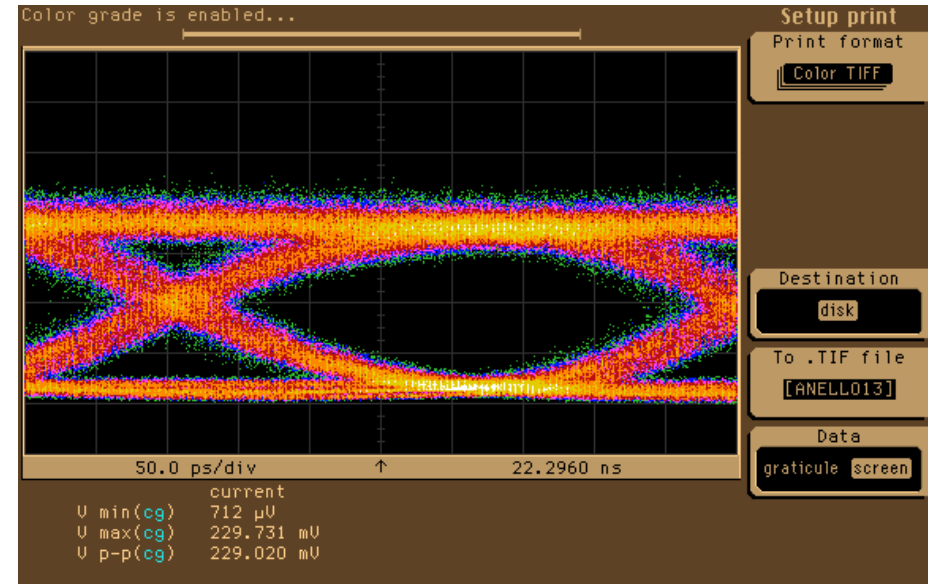 Color grade is enabled...
Setup print
Print format
Color TIFF
Destination
disk
To .TIF file
[ANELLO13]
Data
graticule screen
50.0 ps/div ↑ 22.2960 ns
current
V min(cg) 712 µV
V max(cg) 229.731 mV
V p-p(cg) 229.020 mV